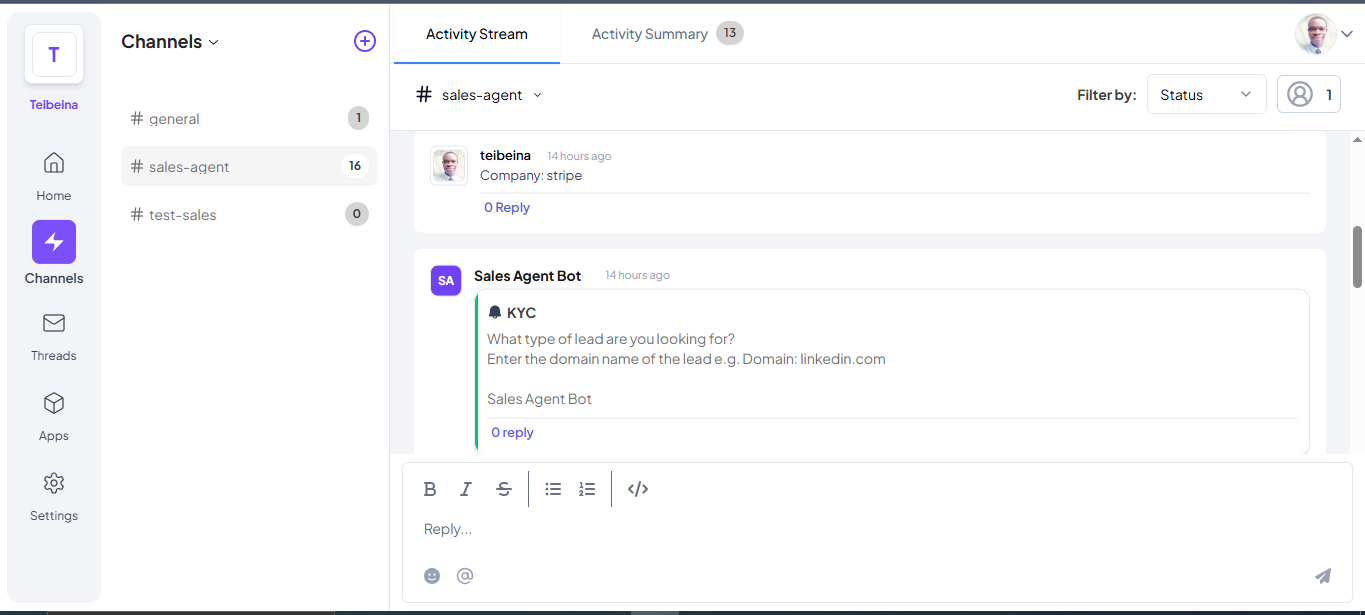 T
Teibeina
Home
Channels
Threads
Apps
Settings
Channels
# general 1
# sales-agent 16
# test-sales 0
Activity Stream
Activity Summary 13
# sales-agent
Filter by: Status 1
teibeina 14 hours ago
Company: stripe
0 Reply
SA Sales Agent Bot 14 hours ago
KYC
What type of lead are you looking for?
Enter the domain name of the lead e.g. Domain: linkedin.com
Sales Agent Bot
0 reply
B I S </>
Reply...
@